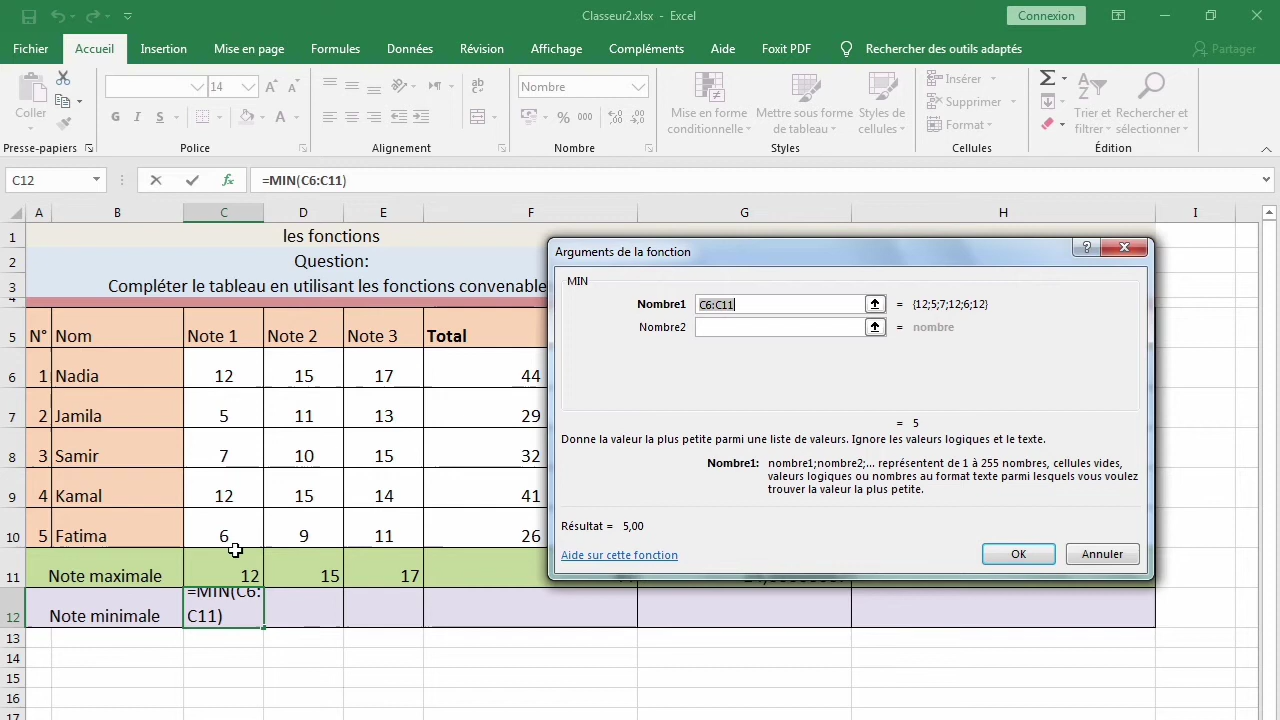 Classeur2.xlsx - Excel
Connexion
Fichier Accueil Insertion Mise en page Formules Données Révision Affichage Compléments Aide Foxit PDF Rechercher des outils adaptés Partager
Coller
14
G I S
Nombre
% 000
Mise en forme conditionnelle
Mettre sous forme de tableau
Styles de cellules
Insérer
Supprimer
Format
Trier et filtrer
Rechercher et sélectionner
Presse-papiers Police Alignement Nombre Styles Cellules Édition
C12 fx =MIN(C6:C11)
A B C D E F G H I
1 les fonctions
2 Question:
3 Compléter le tableau en utilisant les fonctions convenable
4
5 N° Nom Note 1 Note 2 Note 3 Total
6 1 Nadia 12 15 17 44
7 2 Jamila 5 11 13 29
8 3 Samir 7 10 15 32
9 4 Kamal 12 15 14 41
10 5 Fatima 6 9 11 26
11 Note maximale 12 15 17
12 Note minimale =MIN(C6:
C11)
13
14
15
16
17
Arguments de la fonction
MIN
Nombre1 C6:C11 = {12;5;7;12;6;12}
Nombre2 = nombre
= 5
Donne la valeur la plus petite parmi une liste de valeurs. Ignore les valeurs logiques et le texte.
Nombre1: nombre1;nombre2;... représentent de 1 à 255 nombres, cellules vides,
valeurs logiques ou nombres au format texte parmi lesquels vous voulez
trouver la valeur la plus petite.
Résultat = 5,00
Aide sur cette fonction OK Annuler